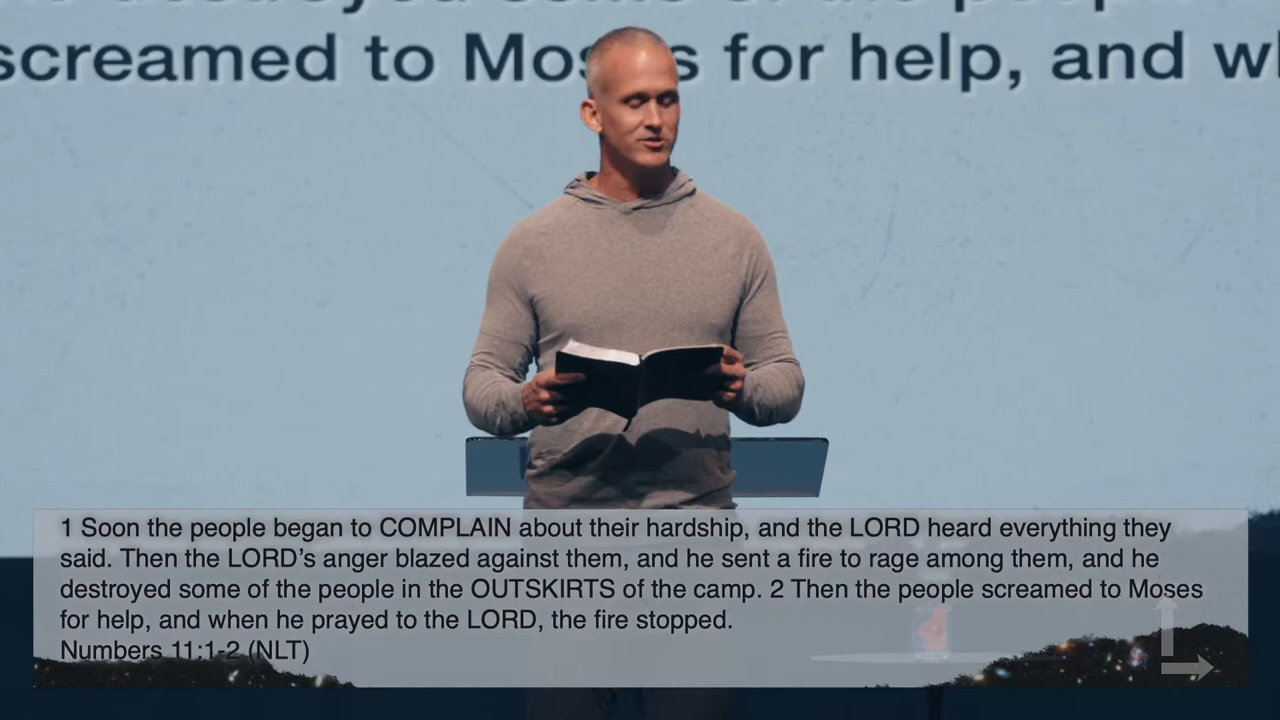 screamed to Mo s for help, and
1 Soon the people began to COMPLAIN about their hardship, and the LORD heard everything they
said. Then the LORD’s anger blazed against them, and he sent a fire to rage among them, and he
destroyed some of the people in the OUTSKIRTS of the camp. 2 Then the people screamed to Moses
for help, and when he prayed to the LORD, the fire stopped.
Numbers 11:1-2 (NLT)